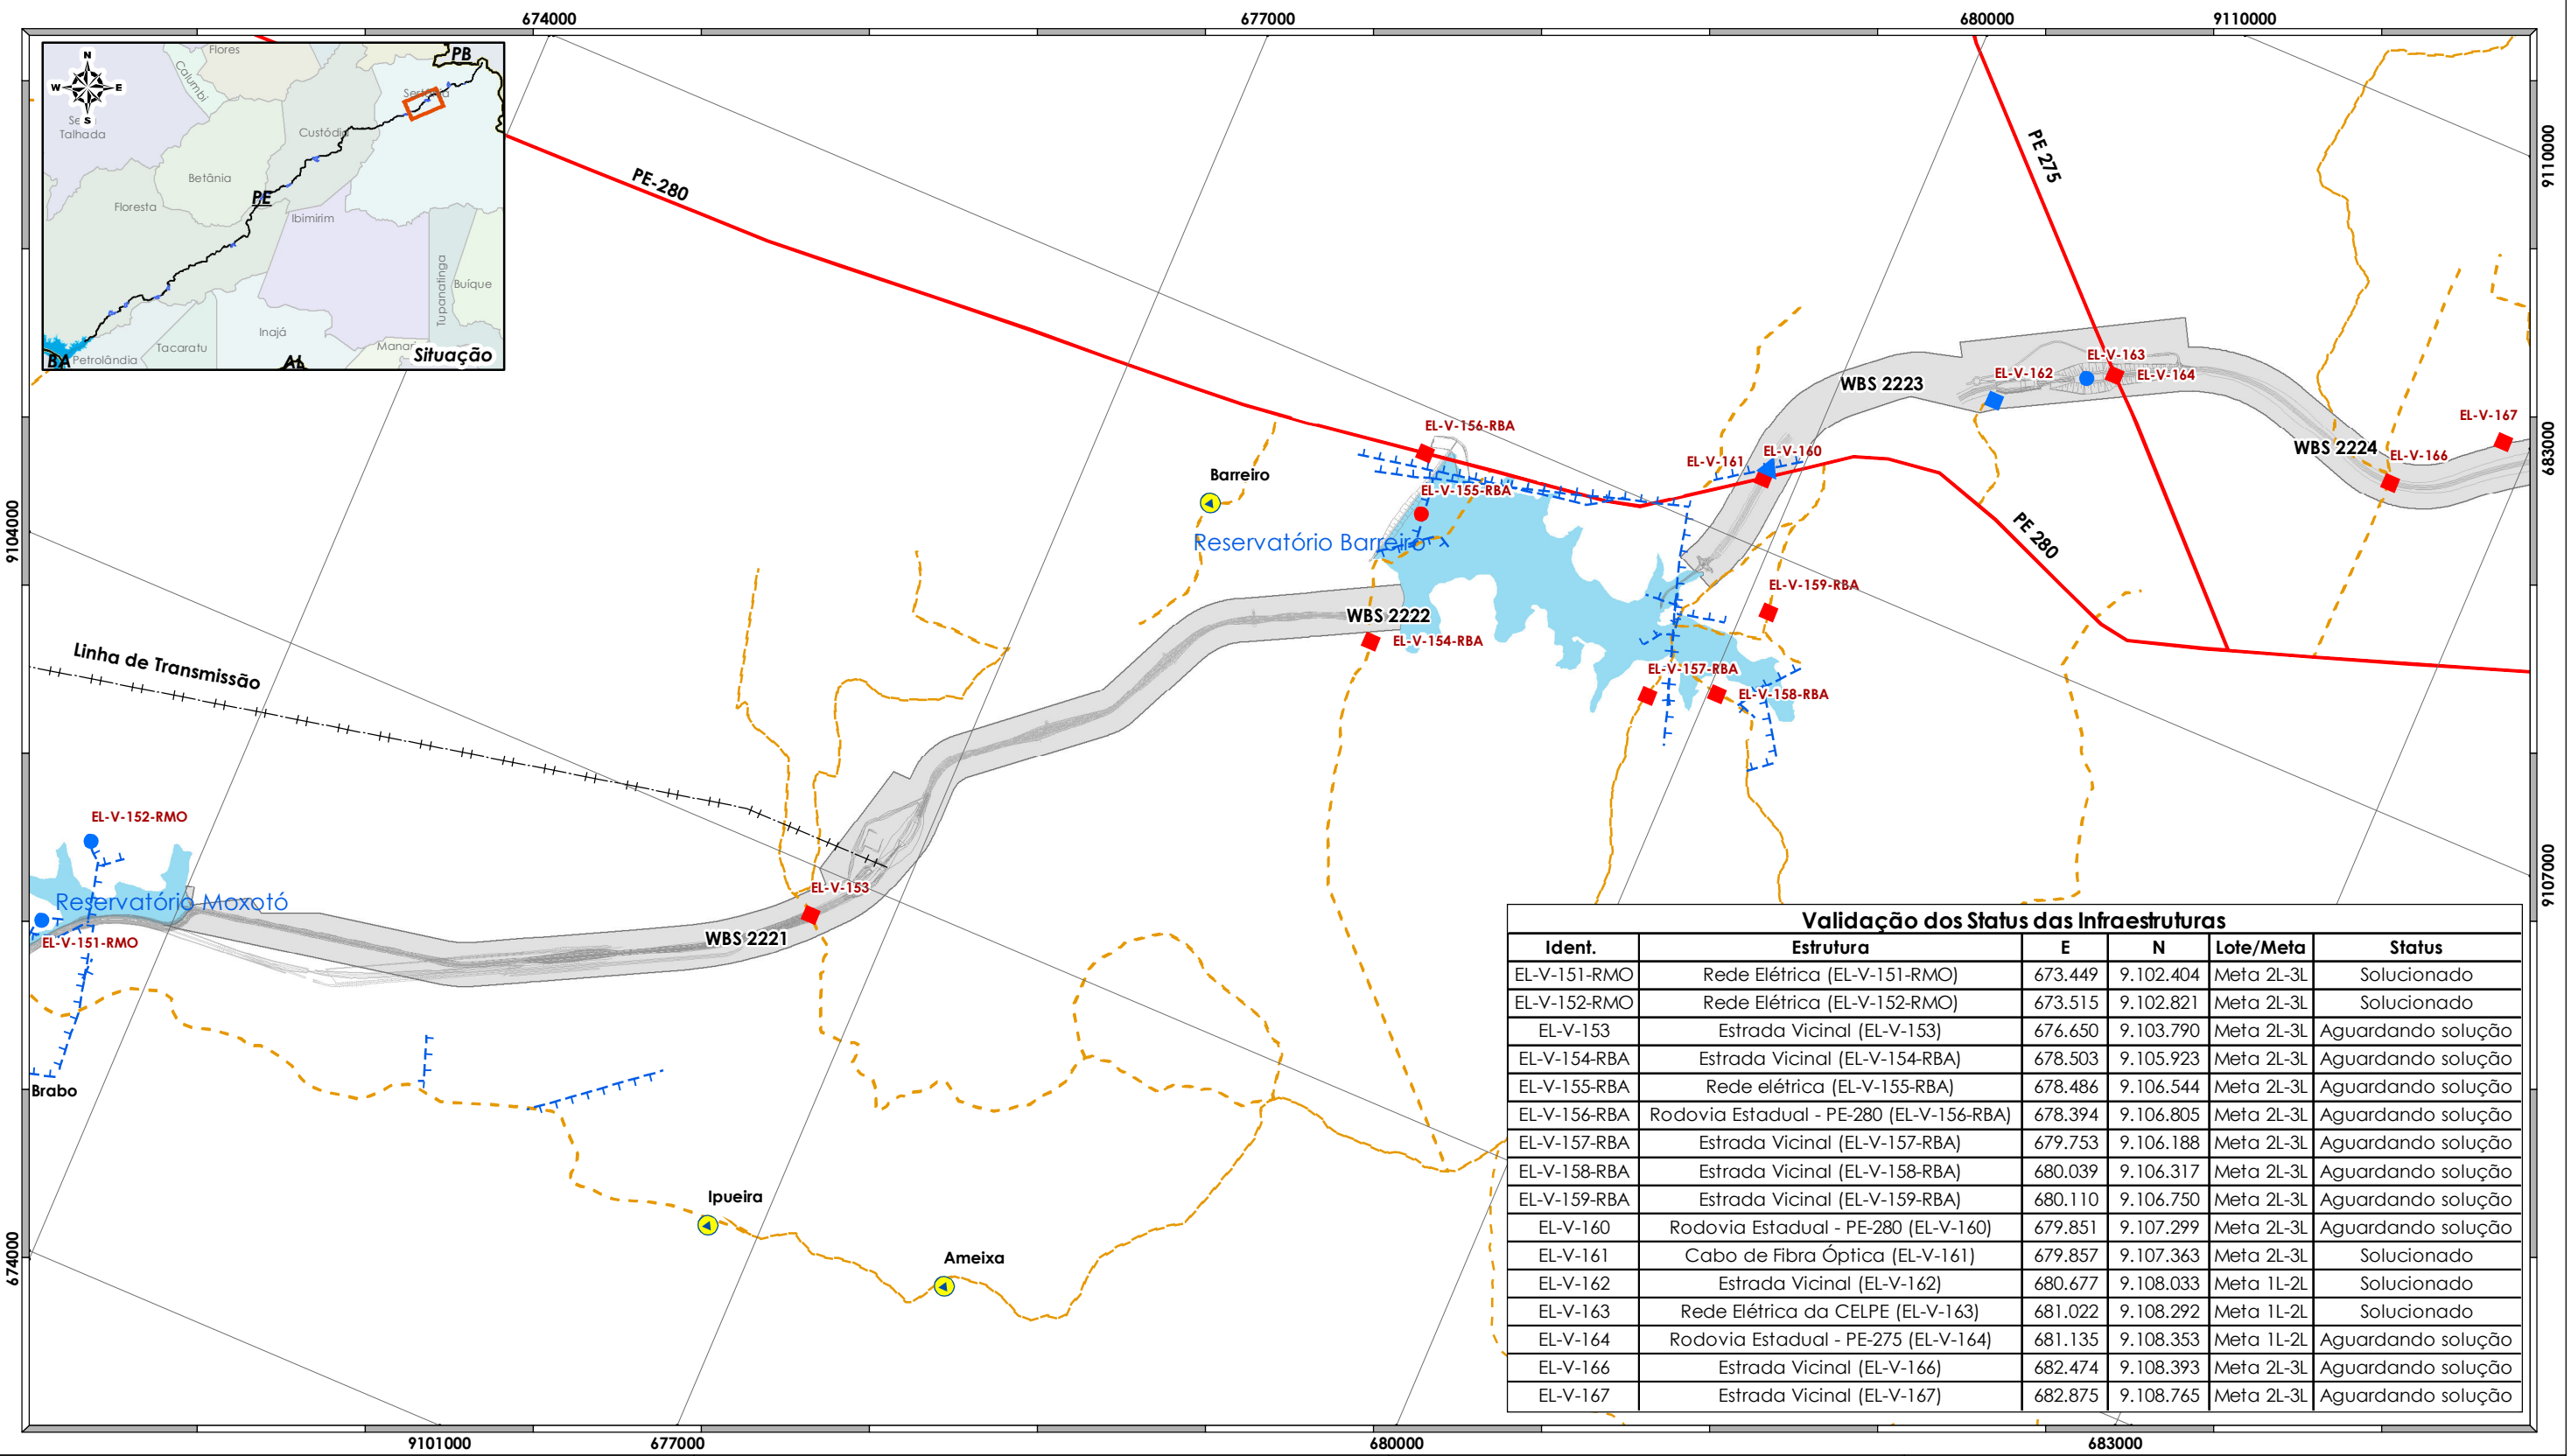 674000
677000
680000
9110000
Flores
Calumbi
PB
N
W
E
S
Talhada
Custódia
Betânia
Floresta
PE
Ibimirim
Tupanatinga
Buíque
Inajá
Tacaratu
Manari
BA
Petrolândia
AL
Situação
PE-280
PE 275
9110000
EL-V-163
EL-V-162
EL-V-164
WBS 2223
EL-V-167
EL-V-156-RBA
WBS 2224
EL-V-160
EL-V-161
EL-V-166
683000
Barreiro
EL-V-155-RBA
9104000
Reservatório Barreiro
PE 280
EL-V-159-RBA
WBS 2222
EL-V-154-RBA
Linha de Transmissão
EL-V-157-RBA
EL-V-158-RBA
EL-V-152-RMO
9107000
EL-V-153
Reservatório Moxotó
WBS 2221
EL-V-151-RMO
Brabo
Ipueira
Ameixa
674000
Validação dos Status das Infraestruturas
Ident. Estrutura E N Lote/Meta Status
EL-V-151-RMO Rede Elétrica (EL-V-151-RMO) 673.449 9.102.404 Meta 2L-3L Solucionado
EL-V-152-RMO Rede Elétrica (EL-V-152-RMO) 673.515 9.102.821 Meta 2L-3L Solucionado
EL-V-153 Estrada Vicinal (EL-V-153) 676.650 9.103.790 Meta 2L-3L Aguardando solução
EL-V-154-RBA Estrada Vicinal (EL-V-154-RBA) 678.503 9.105.923 Meta 2L-3L Aguardando solução
EL-V-155-RBA Rede elétrica (EL-V-155-RBA) 678.486 9.106.544 Meta 2L-3L Aguardando solução
EL-V-156-RBA Rodovia Estadual - PE-280 (EL-V-156-RBA) 678.394 9.106.805 Meta 2L-3L Aguardando solução
EL-V-157-RBA Estrada Vicinal (EL-V-157-RBA) 679.753 9.106.188 Meta 2L-3L Aguardando solução
EL-V-158-RBA Estrada Vicinal (EL-V-158-RBA) 680.039 9.106.317 Meta 2L-3L Aguardando solução
EL-V-159-RBA Estrada Vicinal (EL-V-159-RBA) 680.110 9.106.750 Meta 2L-3L Aguardando solução
EL-V-160 Rodovia Estadual - PE-280 (EL-V-160) 679.851 9.107.299 Meta 2L-3L Aguardando solução
EL-V-161 Cabo de Fibra Óptica (EL-V-161) 679.857 9.107.363 Meta 2L-3L Solucionado
EL-V-162 Estrada Vicinal (EL-V-162) 680.677 9.108.033 Meta 1L-2L Solucionado
EL-V-163 Rede Elétrica da CELPE (EL-V-163) 681.022 9.108.292 Meta 1L-2L Solucionado
EL-V-164 Rodovia Estadual - PE-275 (EL-V-164) 681.135 9.108.353 Meta 1L-2L Aguardando solução
EL-V-166 Estrada Vicinal (EL-V-166) 682.474 9.108.393 Meta 2L-3L Aguardando solução
EL-V-167 Estrada Vicinal (EL-V-167) 682.875 9.108.765 Meta 2L-3L Aguardando solução
9101000
677000
680000
683000